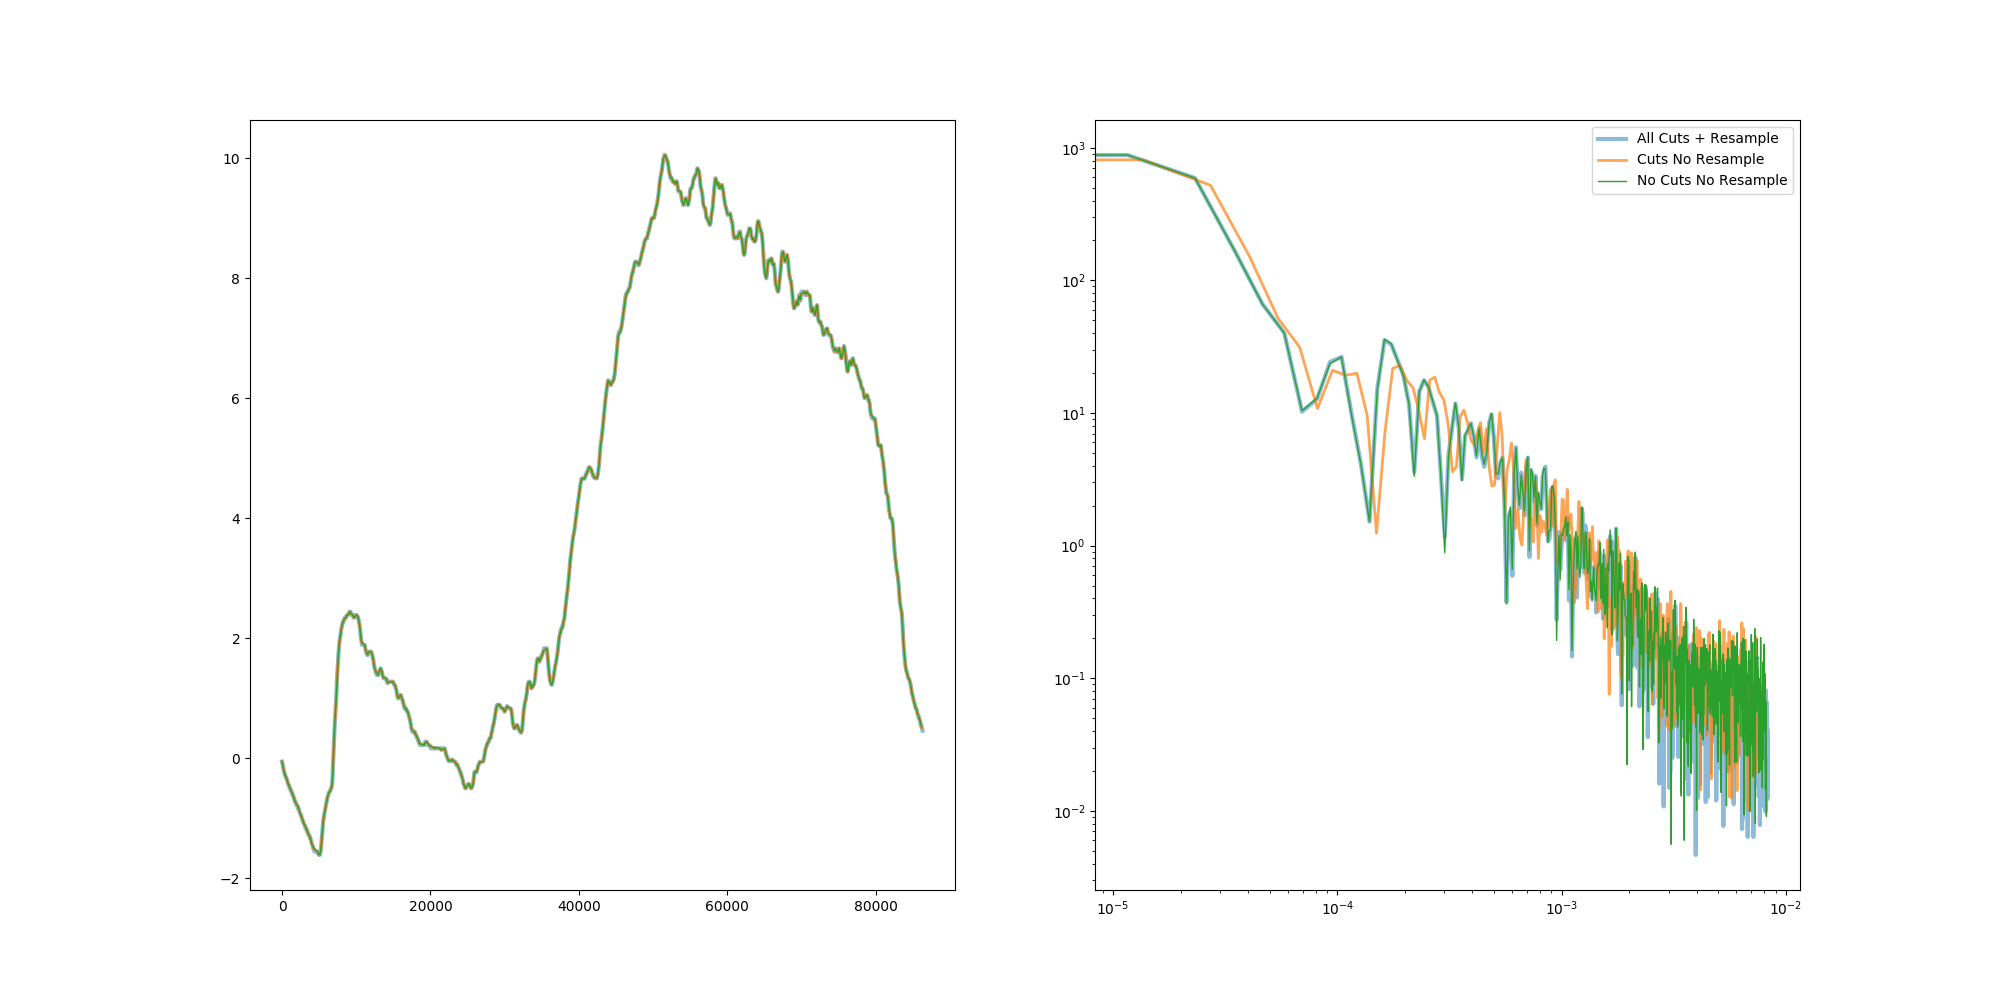 10
8
6
4
2
0
−2
0 20000 40000 60000 80000
10³
10²
10¹
10⁰
10⁻¹
10⁻²
10⁻⁵ 10⁻⁴ 10⁻³ 10⁻²
All Cuts + Resample
Cuts No Resample
No Cuts No Resample